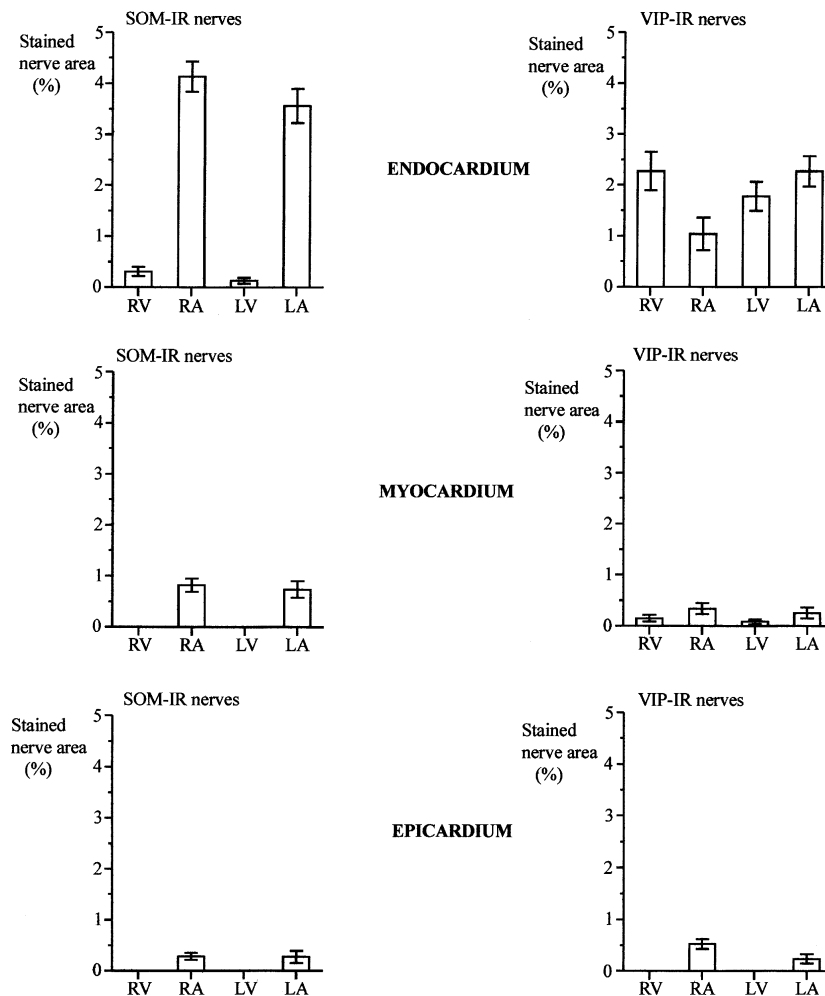 SOM-IR nerves
Stained
nerve area
(%)
5
4
3
2
1
0
RV RA LV LA
ENDOCARDIUM
VIP-IR nerves
Stained
nerve area
(%)
5
4
3
2
1
0
RV RA LV LA
SOM-IR nerves
Stained
nerve area
(%)
5
4
3
2
1
0
RV RA LV LA
MYOCARDIUM
VIP-IR nerves
Stained
nerve area
(%)
5
4
3
2
1
0
RV RA LV LA
SOM-IR nerves
Stained
nerve area
(%)
5
4
3
2
1
0
RV RA LV LA
EPICARDIUM
VIP-IR nerves
Stained
nerve area
(%)
5
4
3
2
1
0
RV RA LV LA